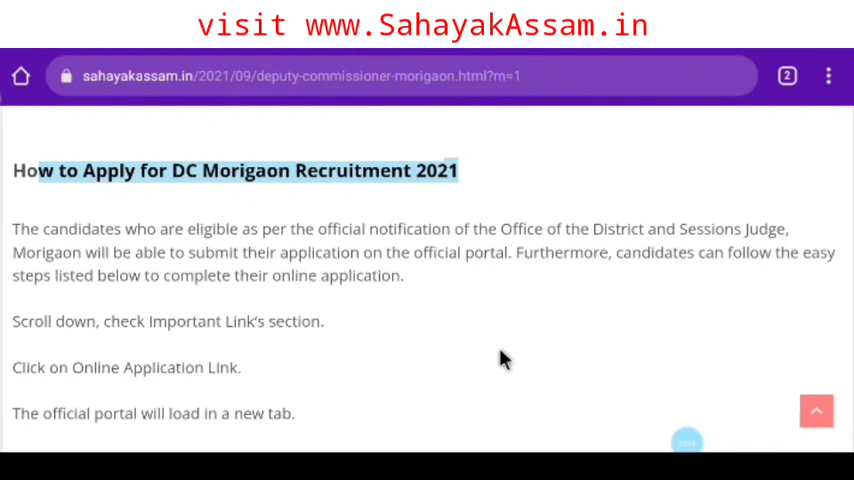 visit www.SahayakAssam.in
sahayakassam.in/2021/09/deputy-commissioner-morigaon.html?m=1
2
How to Apply for DC Morigaon Recruitment 2021
The candidates who are eligible as per the official notification of the Office of the District and Sessions Judge,
Morigaon will be able to submit their application on the official portal. Furthermore, candidates can follow the easy
steps listed below to complete their online application.
Scroll down, check Important Link's section.
Click on Online Application Link.
The official portal will load in a new tab.